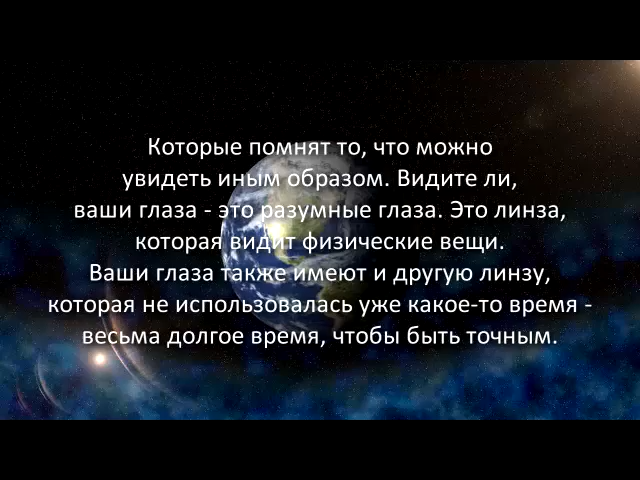 Которые помнят то, что можно
увидеть иным образом. Видите ли,
ваши глаза - это разумные глаза. Это линза,
которая видит физические вещи.
Ваши глаза также имеют и другую линзу,
которая не использовалась уже какое-то время -
весьма долгое время, чтобы быть точным.